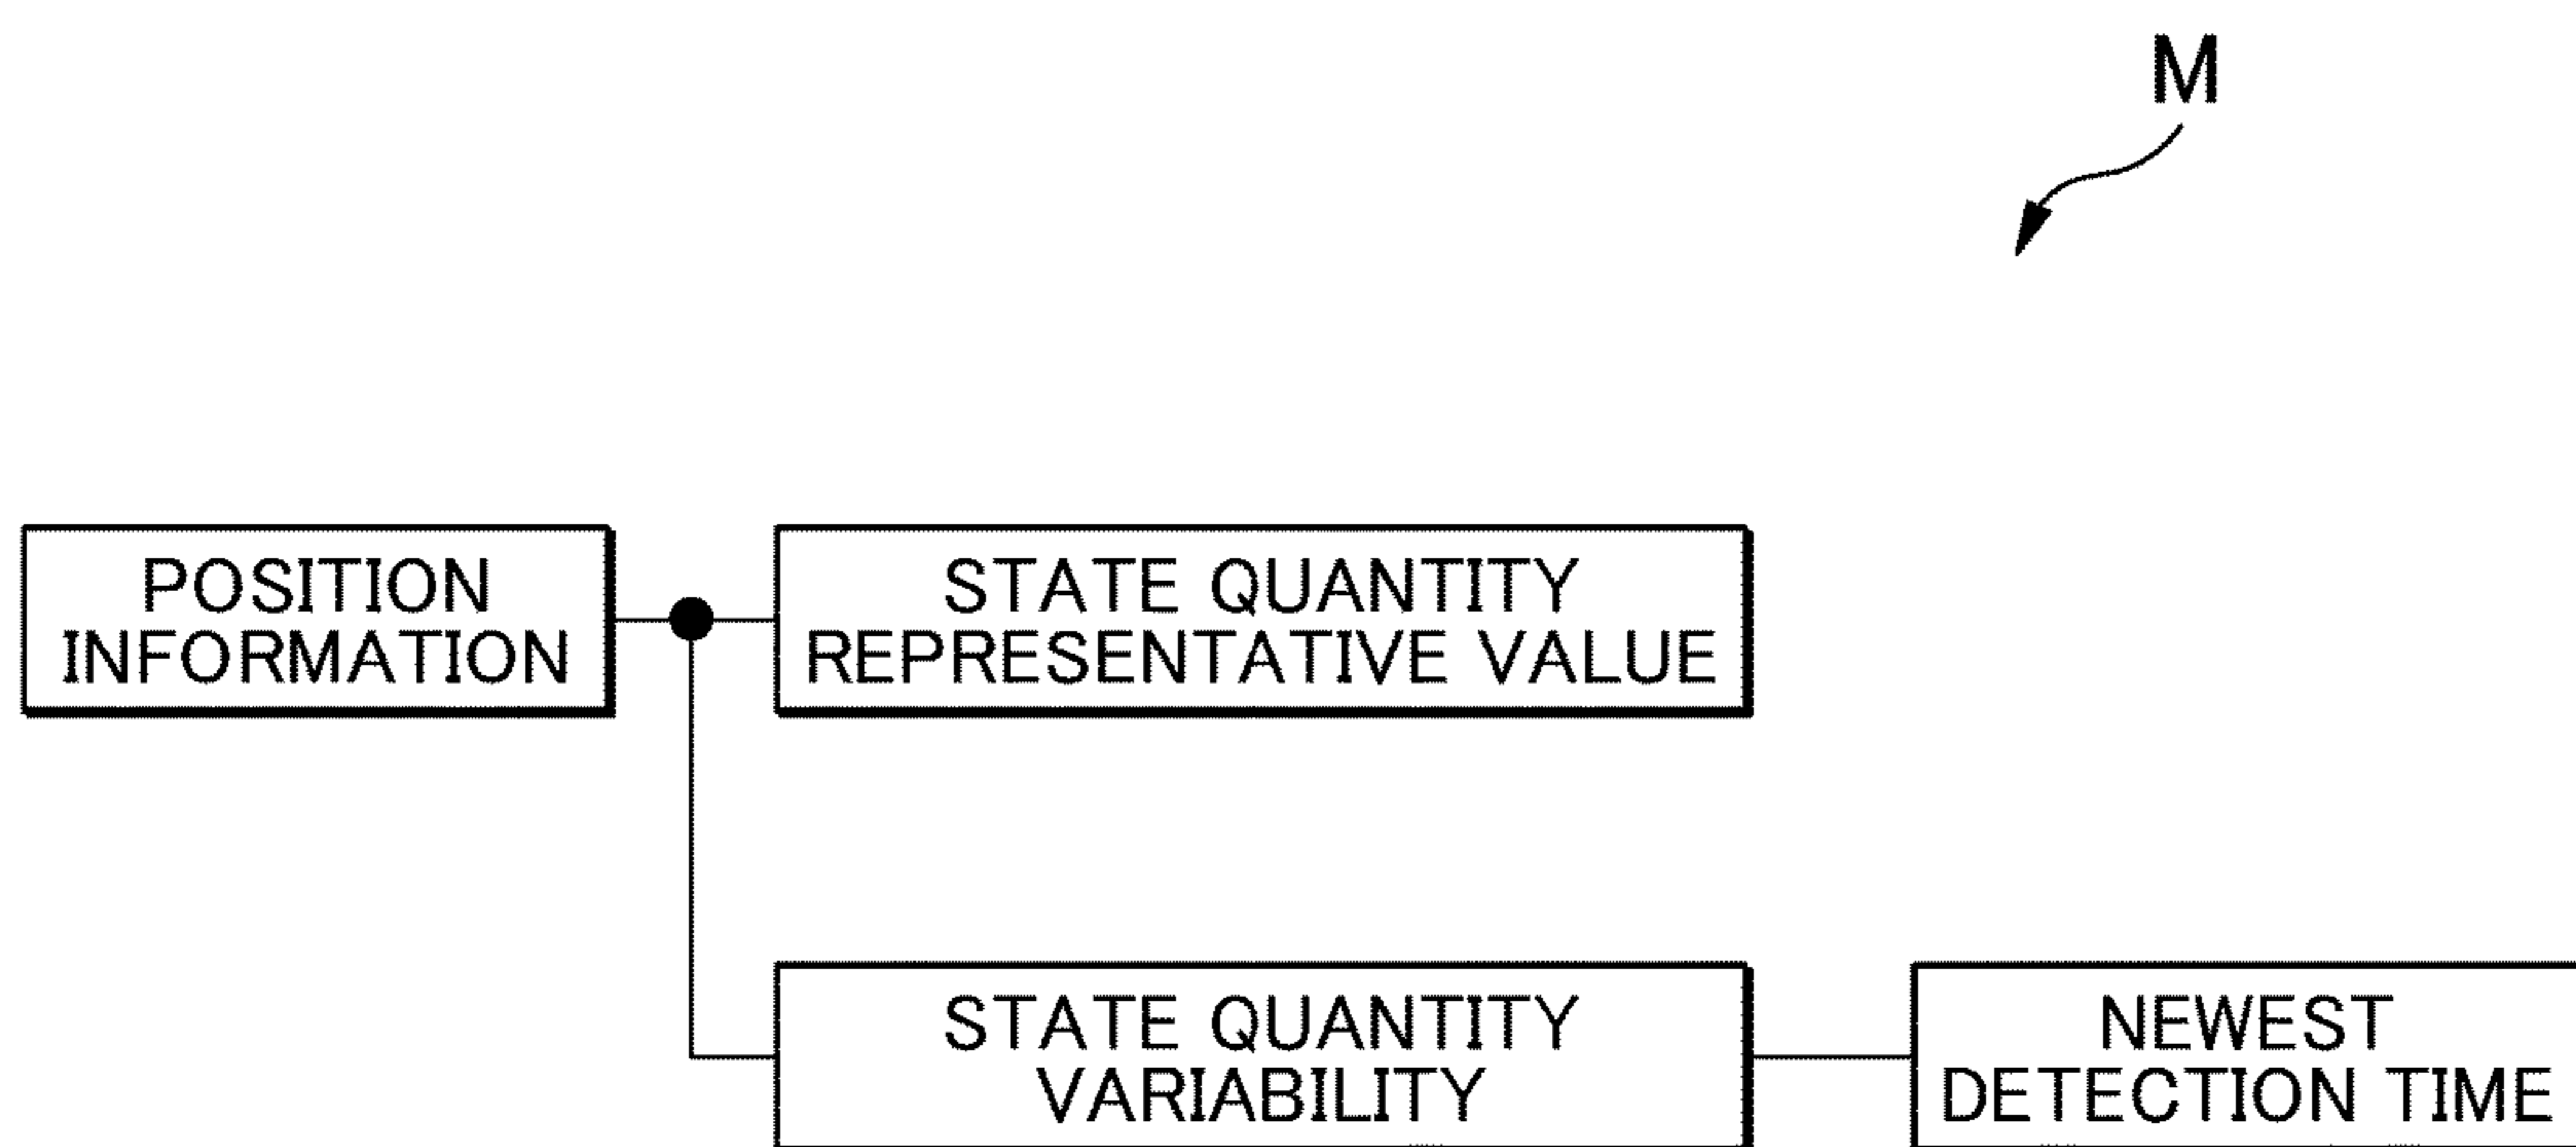 M
POSITION
INFORMATION
STATE QUANTITY
REPRESENTATIVE VALUE
STATE QUANTITY
VARIABILITY
NEWEST
DETECTION TIME